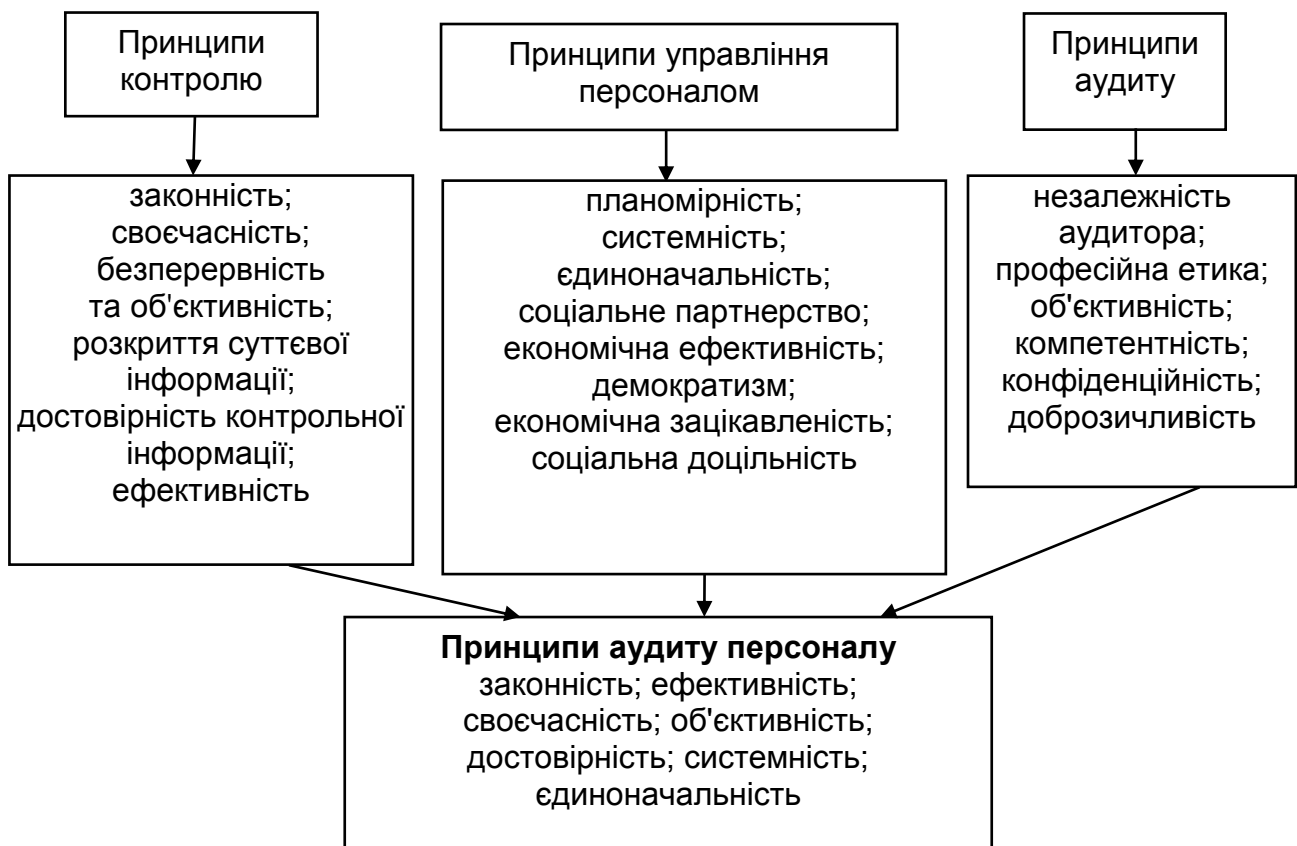 Принципи
контролю
Принципи управління
персоналом
Принципи
аудиту
законність;
своєчасність;
безперервність
та об'єктивність;
розкриття суттєвої
інформації;
достовірність контрольної
інформації;
ефективність
планомірність;
системність;
єдиноначальність;
соціальне партнерство;
економічна ефективність;
демократизм;
економічна зацікавленість;
соціальна доцільність
незалежність
аудитора;
професійна етика;
об'єктивність;
компетентність;
конфіденційність;
доброзичливість
Принципи аудиту персоналу
законність; ефективність;
своєчасність; об'єктивність;
достовірність; системність;
єдиноначальність